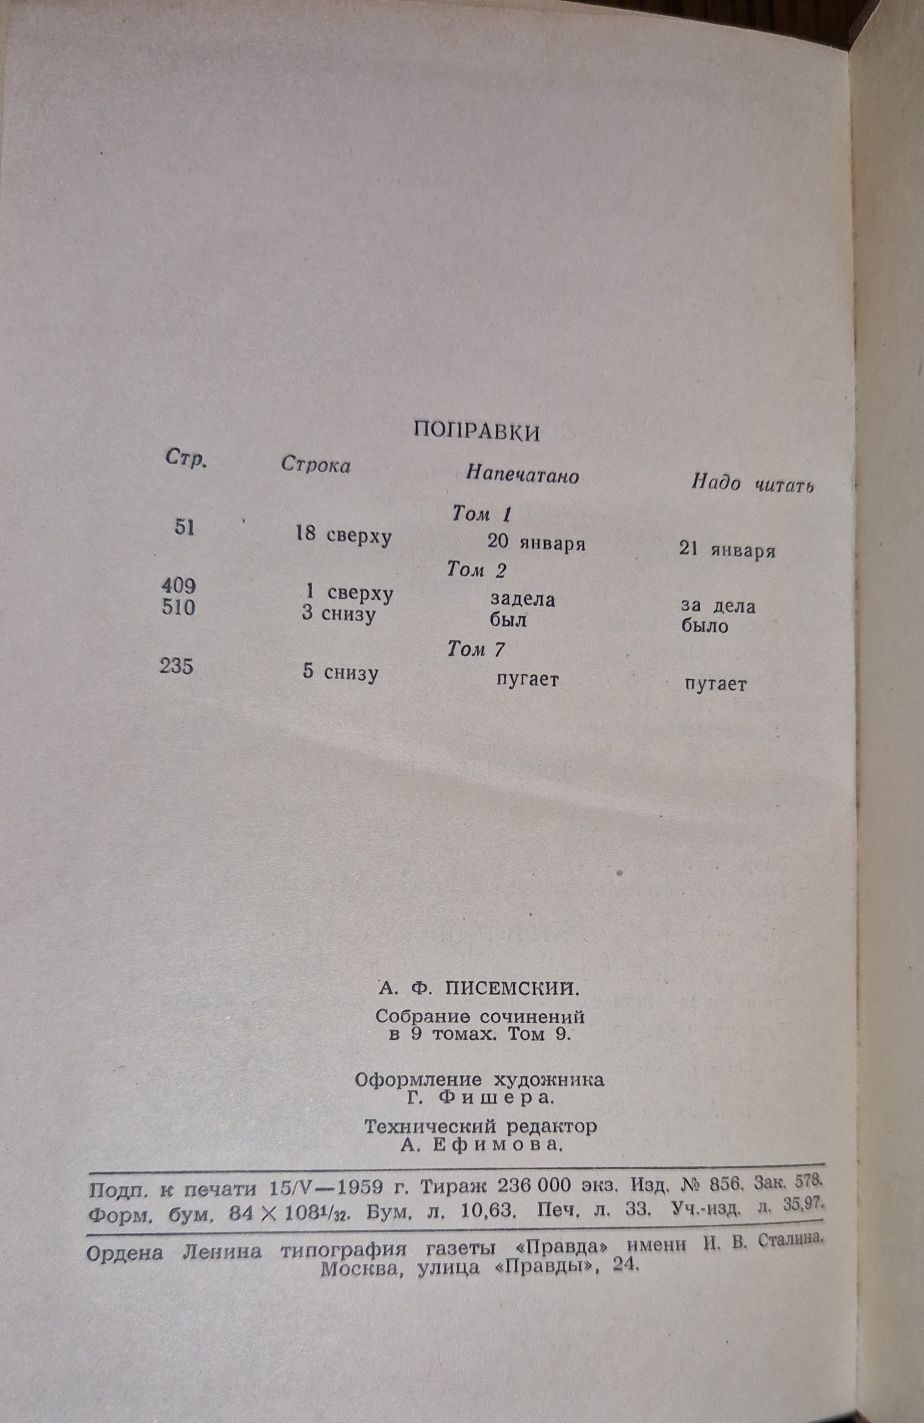 ПОПРАВКИ
Стр. Строка Напечатано Надо читать
Том 1
51 18 сверху 20 января 21 января
Том 2
409 1 сверху задела за дела
510 3 снизу был было
Том 7
235 5 снизу пугает путает
А. Ф. ПИСЕМСКИЙ.
Собрание сочинений
в 9 томах. Том 9.
Оформление художника
Г. Фишера.
Технический редактор
А. Ефимова.
Подп. к печати 15/V—1959 г. Тираж 236 000 экз. Изд. № 856. Зак. 578.
Форм. бум. 84 × 108¹/₃₂. Бум. л. 10,63. Печ. л. 33. Уч.-изд. л. 35,97.
Ордена Ленина типография газеты «Правда» имени И. В. Сталина.
Москва, улица «Правды», 24.